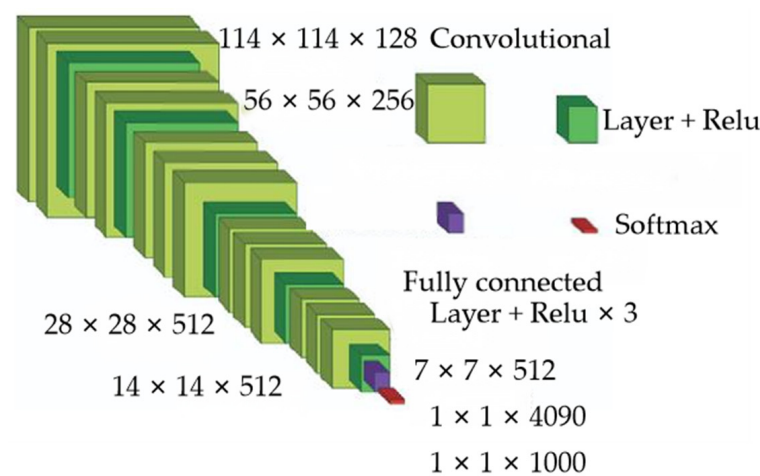 114 × 114 × 128 Convolutional
56 × 56 × 256
Layer + Relu
Softmax
Fully connected
Layer + Relu × 3
28 × 28 × 512
14 × 14 × 512
7 × 7 × 512
1 × 1 × 4090
1 × 1 × 1000